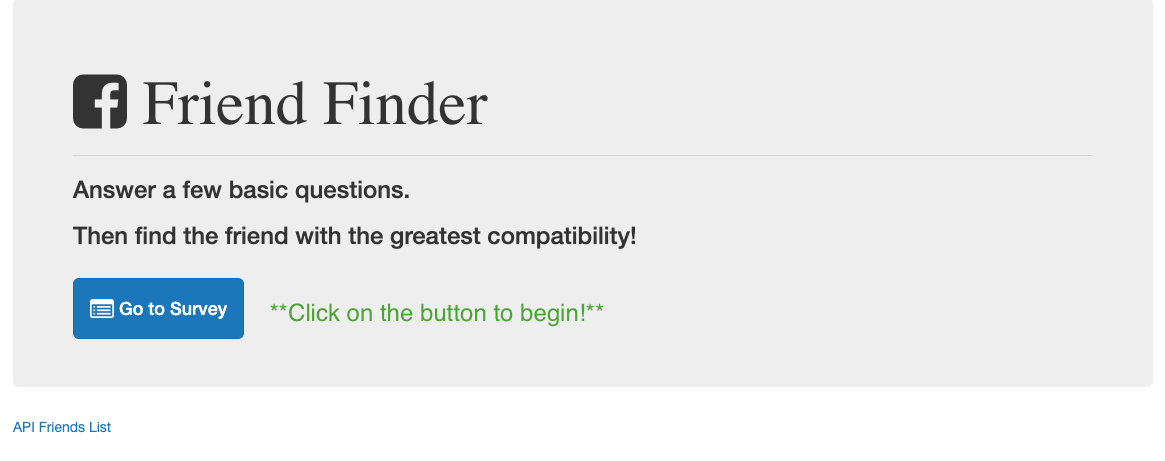 Friend Finder
Answer a few basic questions.
Then find the friend with the greatest compatibility!
Go to Survey **Click on the button to begin!**
API Friends List